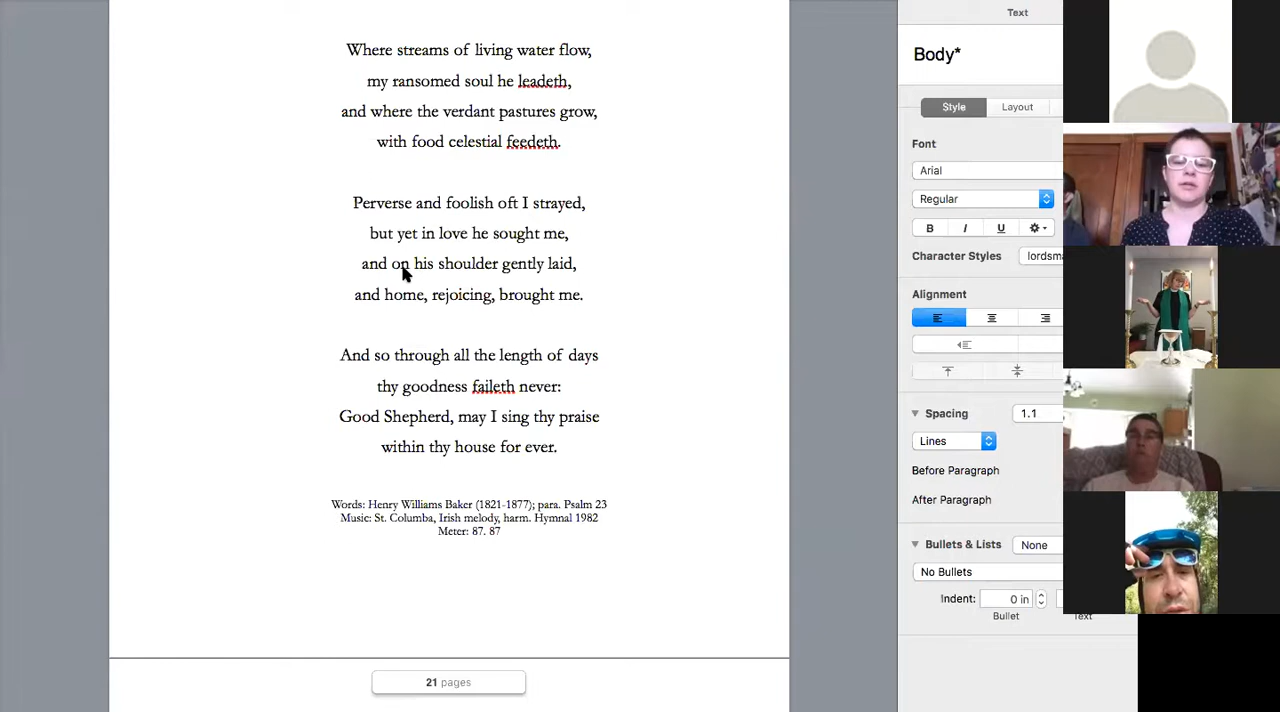 Where streams of living water flow,
my ransomed soul he leadeth,
and where the verdant pastures grow,
with food celestial feedeth.
Perverse and foolish oft I strayed,
but yet in love he sought me,
and on his shoulder gently laid,
and home, rejoicing, brought me.
And so through all the length of days
thy goodness faileth never:
Good Shepherd, may I sing thy praise
within thy house for ever.
Words: Henry Williams Baker (1821-1877); para. Psalm 23
Music: St. Columba, Irish melody, harm. Hymnal 1982
Meter: 87. 87
21 pages
Text
Body*
Style Layout
Font
Arial
Regular
B I U
Character Styles lordsm
Alignment
Spacing 1.1
Lines
Before Paragraph
After Paragraph
Bullets & Lists None
No Bullets
Indent: 0 in
Bullet Text